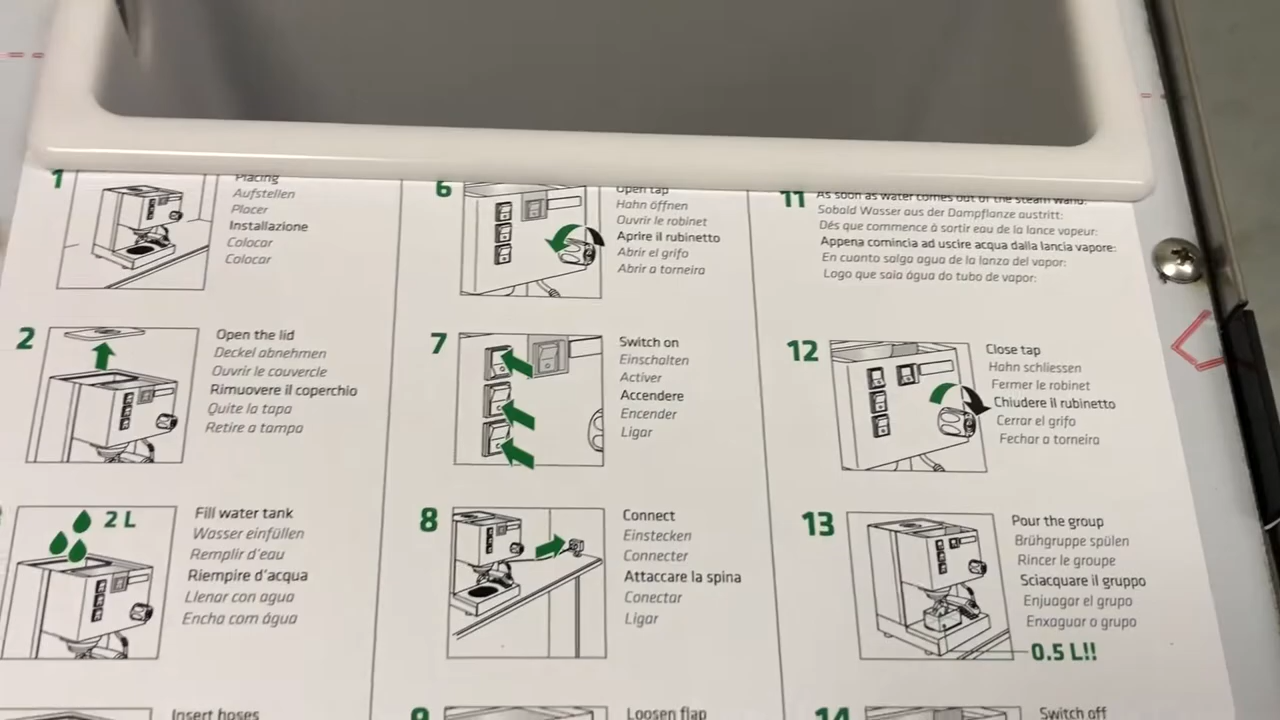 1
Placing
Aufstellen
Placer
Installazione
Colocar
Colocar
2
Open the lid
Deckel abnehmen
Ouvrir le couvercle
Rimuovere il coperchio
Quite la tapa
Retire a tampa
2 L
Fill water tank
Wasser einfüllen
Remplir d'eau
Riempire d'acqua
Llenar con agua
Encha com água
Insert hoses
6
Open tap
Hahn öffnen
Ouvrir le robinet
Aprire il rubinetto
Abrir el grifo
Abrir a torneira
7
Switch on
Einschalten
Activer
Accendere
Encender
Ligar
8
Connect
Einstecken
Connecter
Attaccare la spina
Conectar
Ligar
9
Loosen flap
11
As soon as water comes out of the steam wand:
Sobald Wasser aus der Dampflanze austritt:
Dés que commence à sortir eau de la lance vapeur:
Appena comincia ad uscire acqua dalla lancia vapore:
En cuanto salga agua de la lanza del vapor:
Logo que saia água do tubo de vapor:
12
Close tap
Hahn schliessen
Fermer le robinet
Chiudere il rubinetto
Cerrar el grifo
Fechar a torneira
13
Pour the group
Brühgruppe spülen
Rincer le groupe
Sciacquare il gruppo
Enjuagar el grupo
Enxaguar o grupo
0.5 L!!
14
Switch off